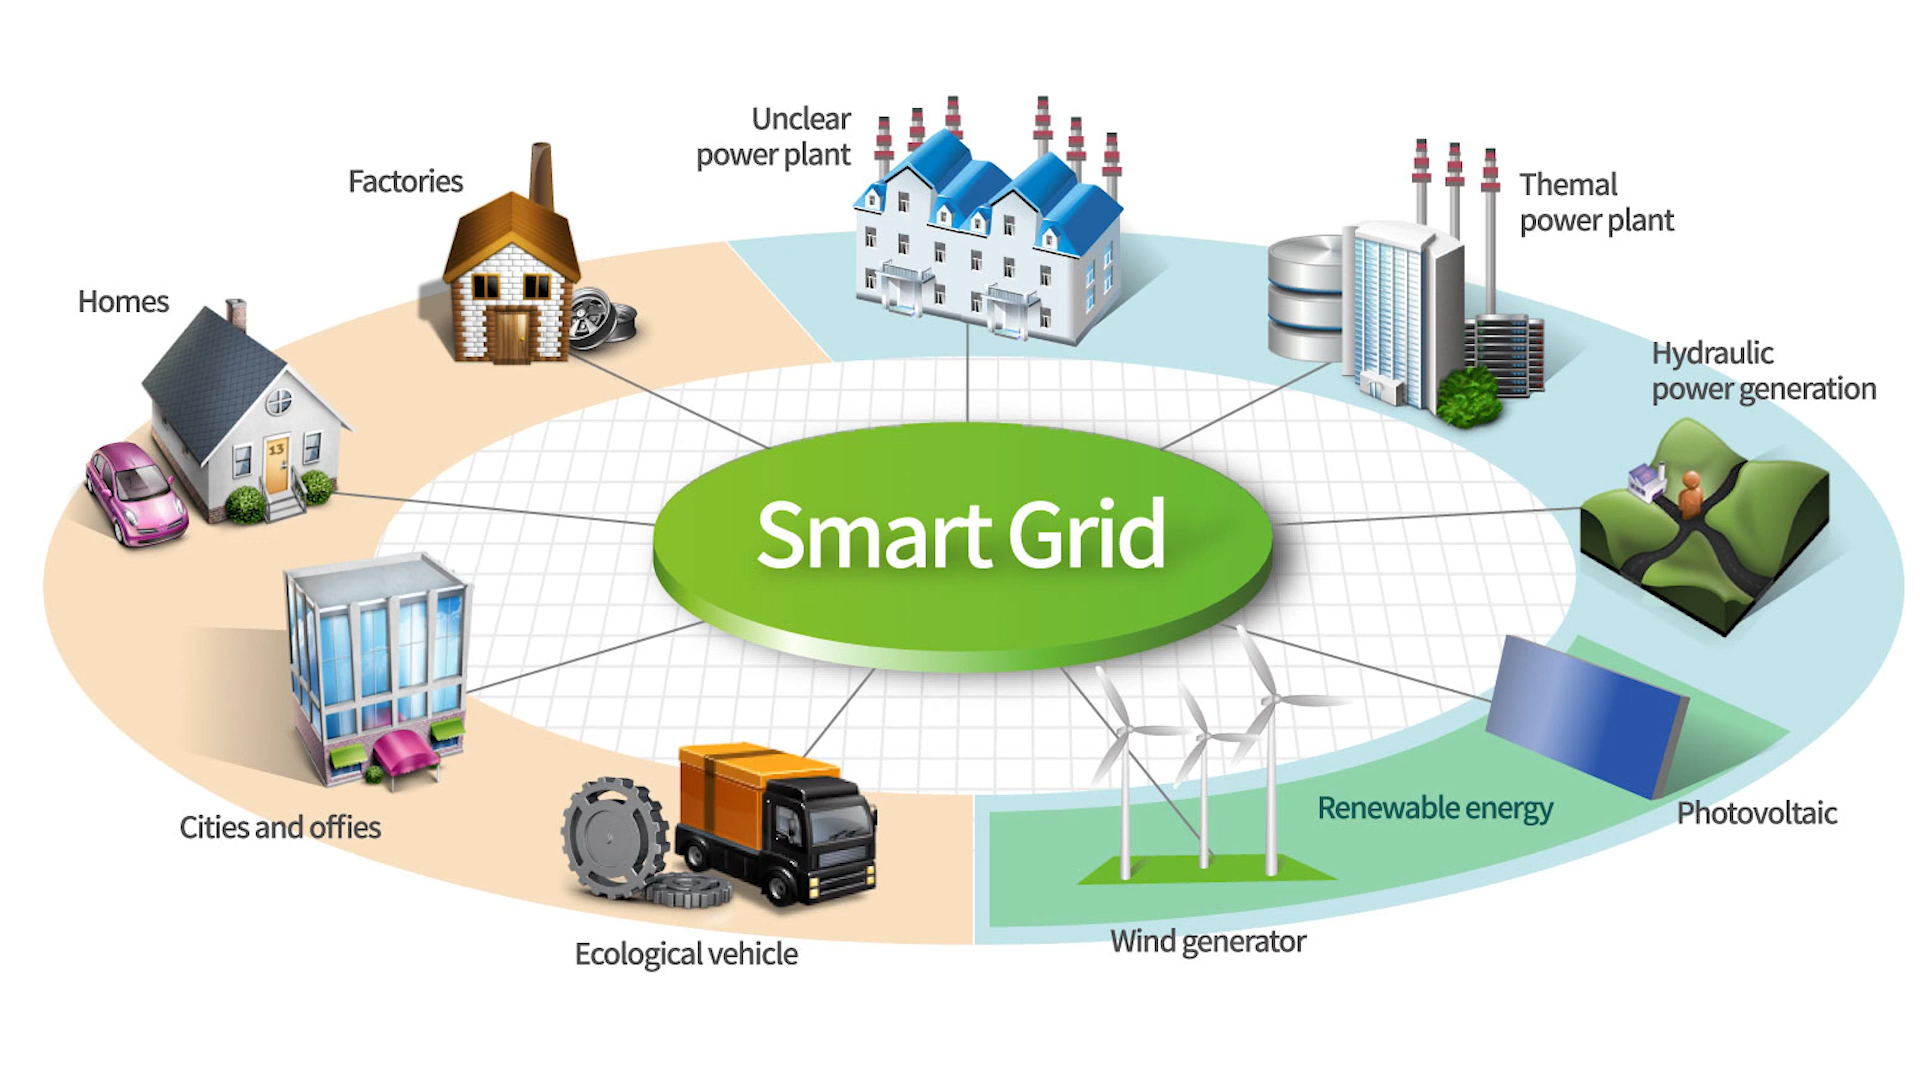 Unclear
power plant
Factories
Themal
power plant
Homes
Hydraulic
power generation
13
Smart Grid
Renewable energy
Photovoltaic
Cities and offies
Wind generator
Ecological vehicle